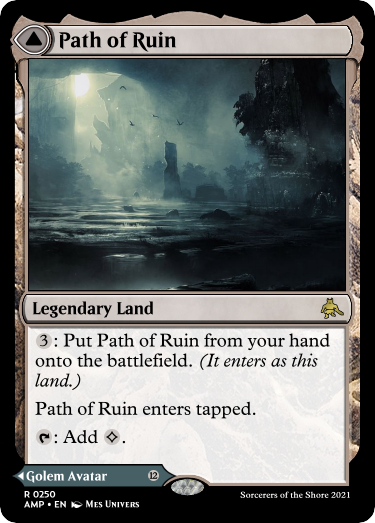 Path of Ruin
Legendary Land
3: Put Path of Ruin from your hand
onto the battlefield. (It enters as this
land.)
Path of Ruin enters tapped.
: Add .
Golem Avatar 12
R 0250
AMP • EN Mes Univers
Sorcerers of the Shore 2021